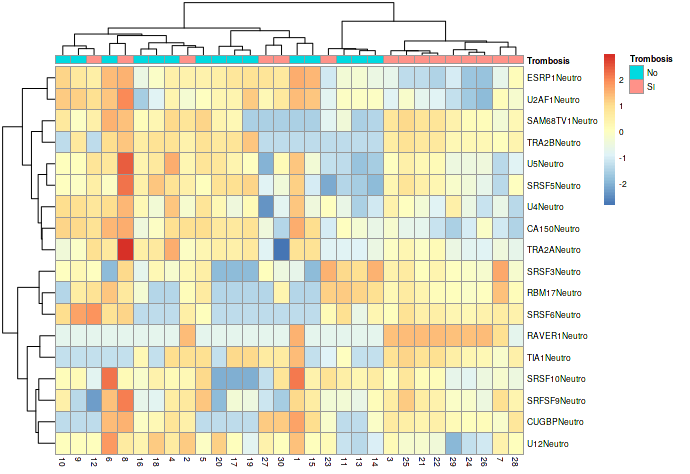 Trombosis
ESRP1Neutro
U2AF1Neutro
SAM68TV1Neutro
TRA2BNeutro
U5Neutro
SRSF5Neutro
U4Neutro
CA150Neutro
TRA2ANeutro
SRSF3Neutro
RBM17Neutro
SRSF6Neutro
RAVER1Neutro
TIA1Neutro
SRSF10Neutro
SRFSF9Neutro
CUGBPNeutro
U12Neutro
10 9 12 6 8 16 18 4 2 5 20 17 19 27 30 1 15 23 11 13 14 3 25 21 22 29 24 26 7 28
2
1
0
-1
-2
Trombosis
No
Si